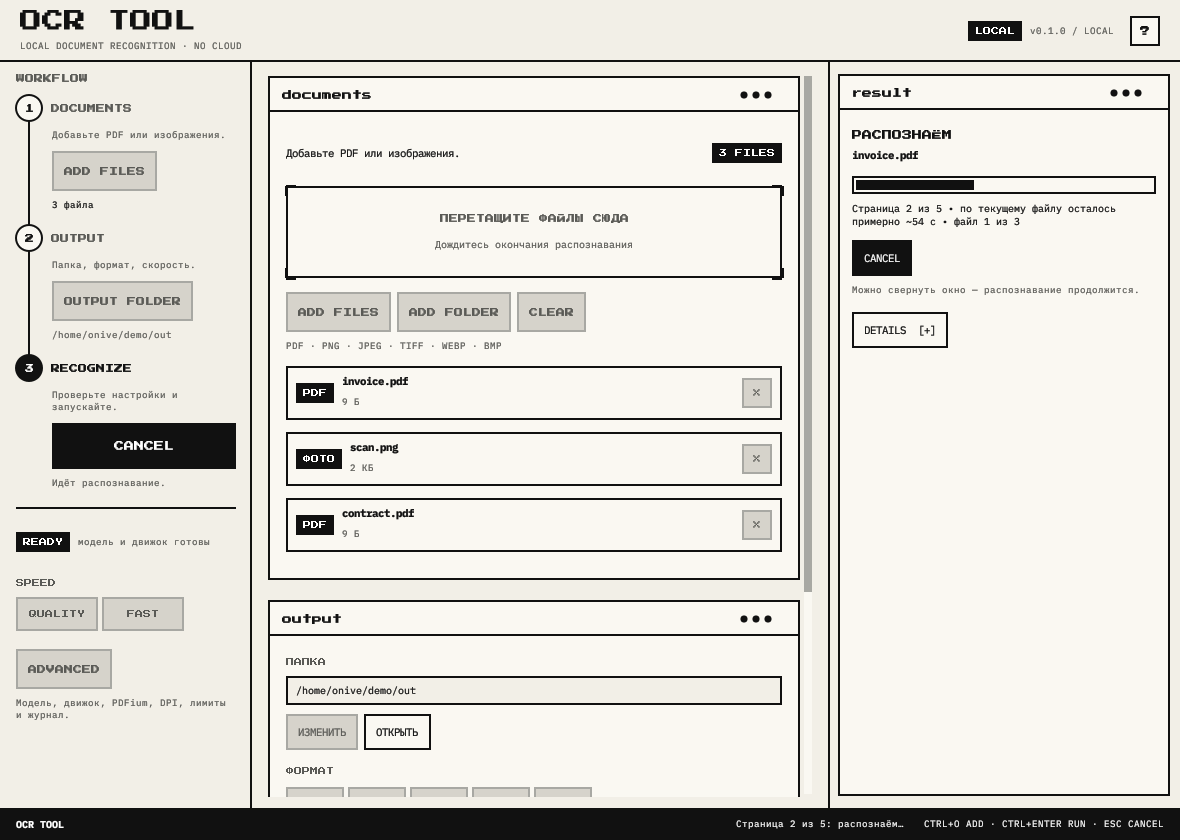 OCR TOOL
LOCAL DOCUMENT RECOGNITION · NO CLOUD
LOCAL v0.1.0 / LOCAL ?
WORKFLOW
1 DOCUMENTS
Добавьте PDF или изображения.
ADD FILES
3 файла
2 OUTPUT
Папка, формат, скорость.
OUTPUT FOLDER
/home/onive/demo/out
3 RECOGNIZE
Проверьте настройки и
запускайте.
CANCEL
Идёт распознавание.
READY модель и движок готовы
SPEED
QUALITY FAST
ADVANCED
Модель, движок, PDFium, DPI, лимиты
и журнал.
documents
Добавьте PDF или изображения. 3 FILES
ПЕРЕТАЩИТЕ ФАЙЛЫ СЮДА
Дождитесь окончания распознавания
ADD FILES ADD FOLDER CLEAR
PDF · PNG · JPEG · TIFF · WEBP · BMP
PDF invoice.pdf
9 Б
×
ФОТО scan.png
2 КБ
×
PDF contract.pdf
9 Б
×
output
ПАПКА
/home/onive/demo/out
ИЗМЕНИТЬ ОТКРЫТЬ
ФОРМАТ
result
РАСПОЗНАЁМ
invoice.pdf
Страница 2 из 5 • по текущему файлу осталось
примерно ~54 с • файл 1 из 3
CANCEL
Можно свернуть окно — распознавание продолжится.
DETAILS [+]
OCR TOOL
Страница 2 из 5: распознаём… CTRL+O ADD · CTRL+ENTER RUN · ESC CANCEL